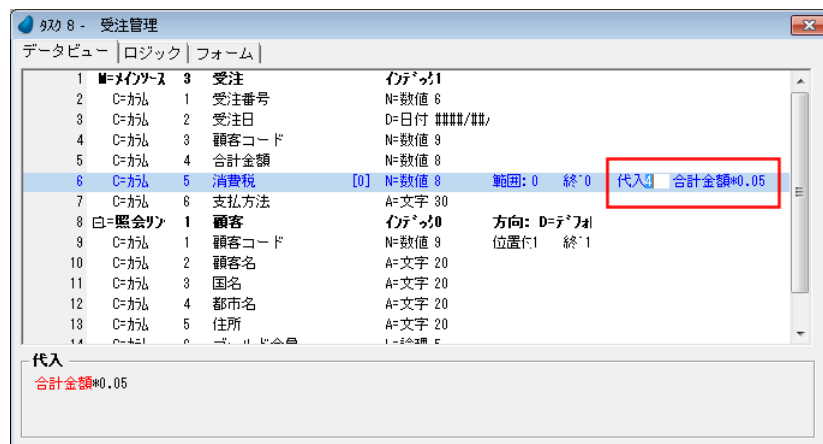 ﾀｽｸ 8 - 受注管理
データビュー ロジック フォーム
1 M=ﾒｲﾝｿｰｽ 3 受注 ｲﾝﾃﾞｯｸ1
2 C=ｶﾗﾑ 1 受注番号 N=数値 6
3 C=ｶﾗﾑ 2 受注日 D=日付 ####/##/
4 C=ｶﾗﾑ 3 顧客コード N=数値 9
5 C=ｶﾗﾑ 4 合計金額 N=数値 8
6 C=ｶﾗﾑ 5 消費税 [0] N=数値 8 範囲: 0 終 0 代入 4 合計金額*0.05
7 C=ｶﾗﾑ 6 支払方法 A=文字 30
8 =照会ﾘﾝ 1 顧客 ｲﾝﾃﾞｯｸ0 方向: D=ﾃﾞﾌｫ
9 C=ｶﾗﾑ 1 顧客コード N=数値 9 位置付1 終 1
10 C=ｶﾗﾑ 2 顧客名 A=文字 20
11 C=ｶﾗﾑ 3 国名 A=文字 20
12 C=ｶﾗﾑ 4 都市名 A=文字 20
13 C=ｶﾗﾑ 5 住所 A=文字 20
代入
合計金額*0.05